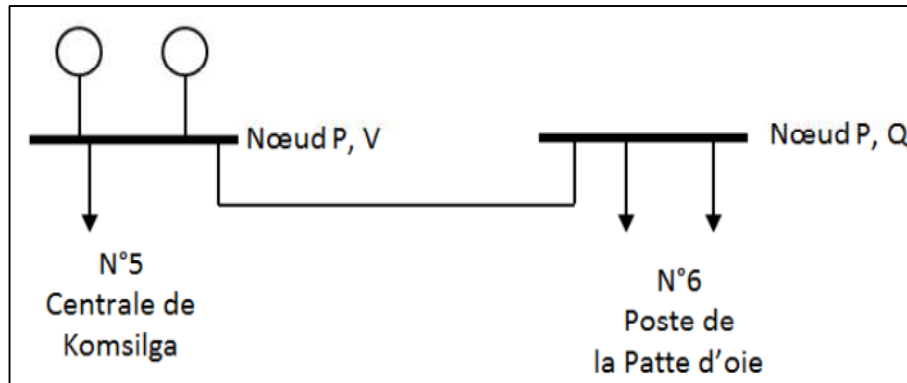 Nœud P, V
Nœud P, Q
N°5
Centrale de
Komsilga
N°6
Poste de
la Patte d’oie